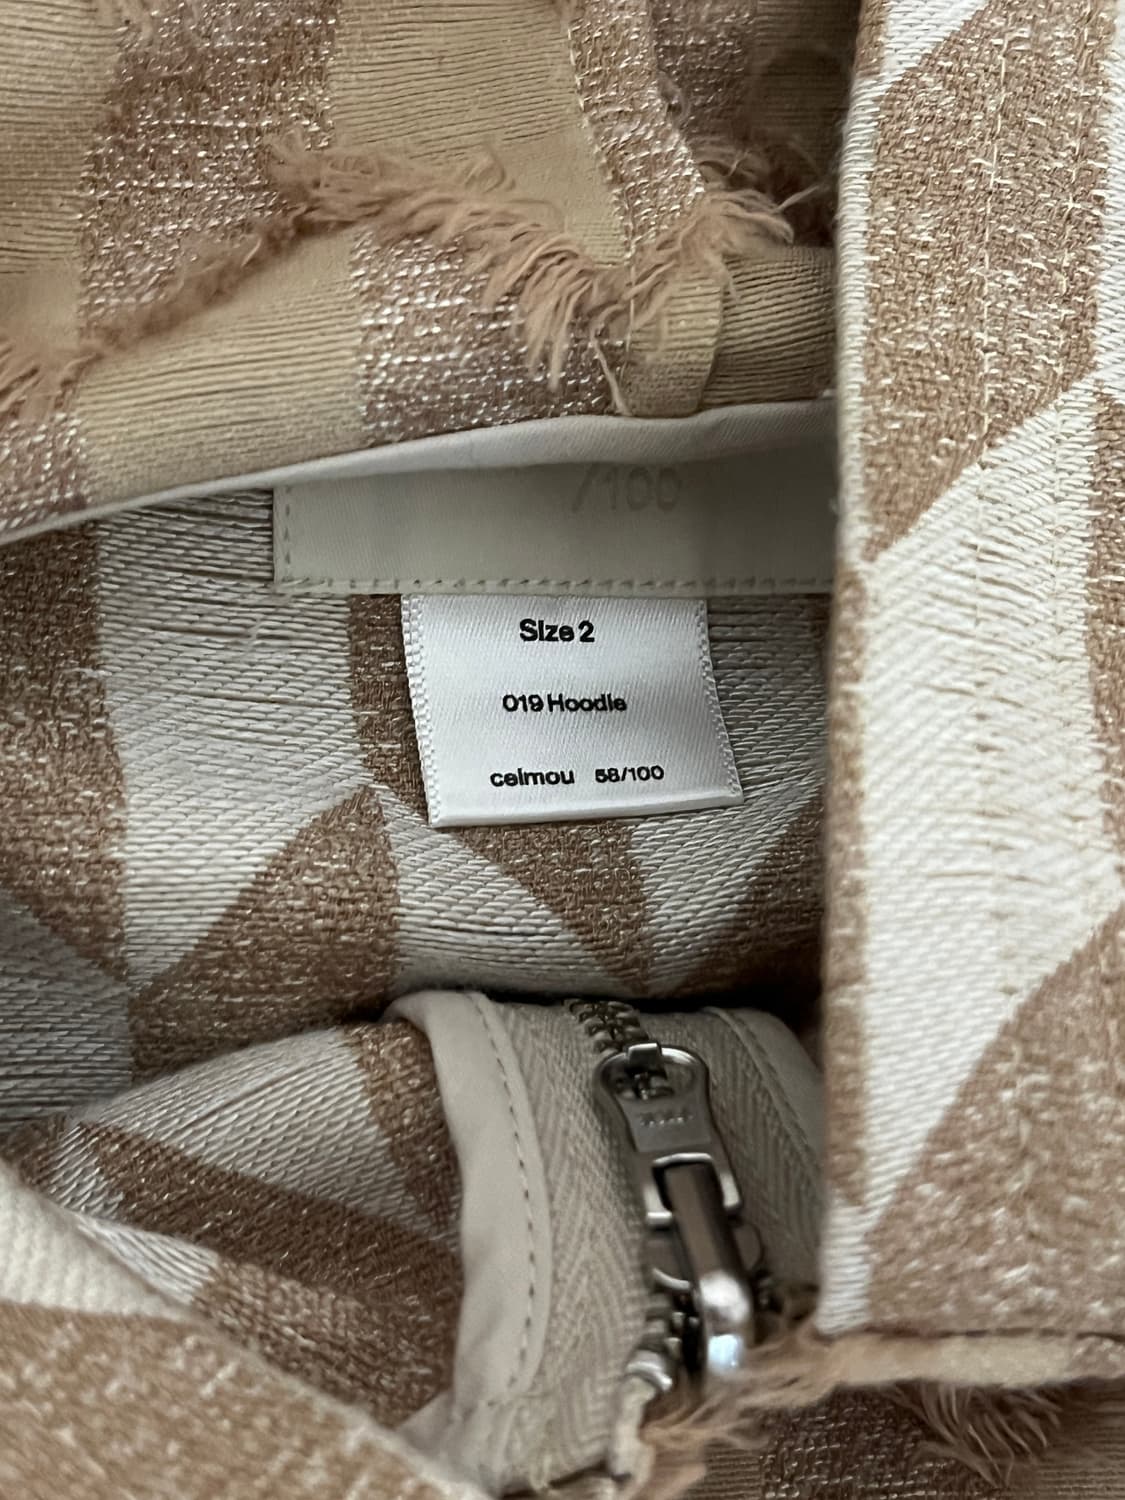 /100
Size 2
019 Hoodie
celmou 58/100